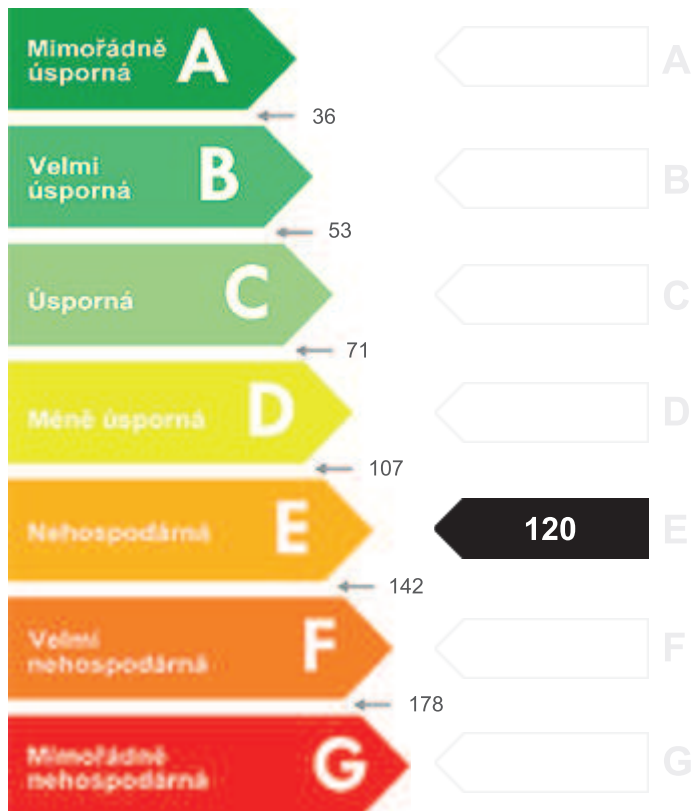 Mimořádně
úsporná
A
A
36
Velmi
úsporná
B
B
53
Úsporná
C
C
71
Méně úsporná
D
D
107
Nehospodárná
E
120
E
142
Velmi
nehospodárná
F
F
178
Mimořádně
nehospodárná
G
G